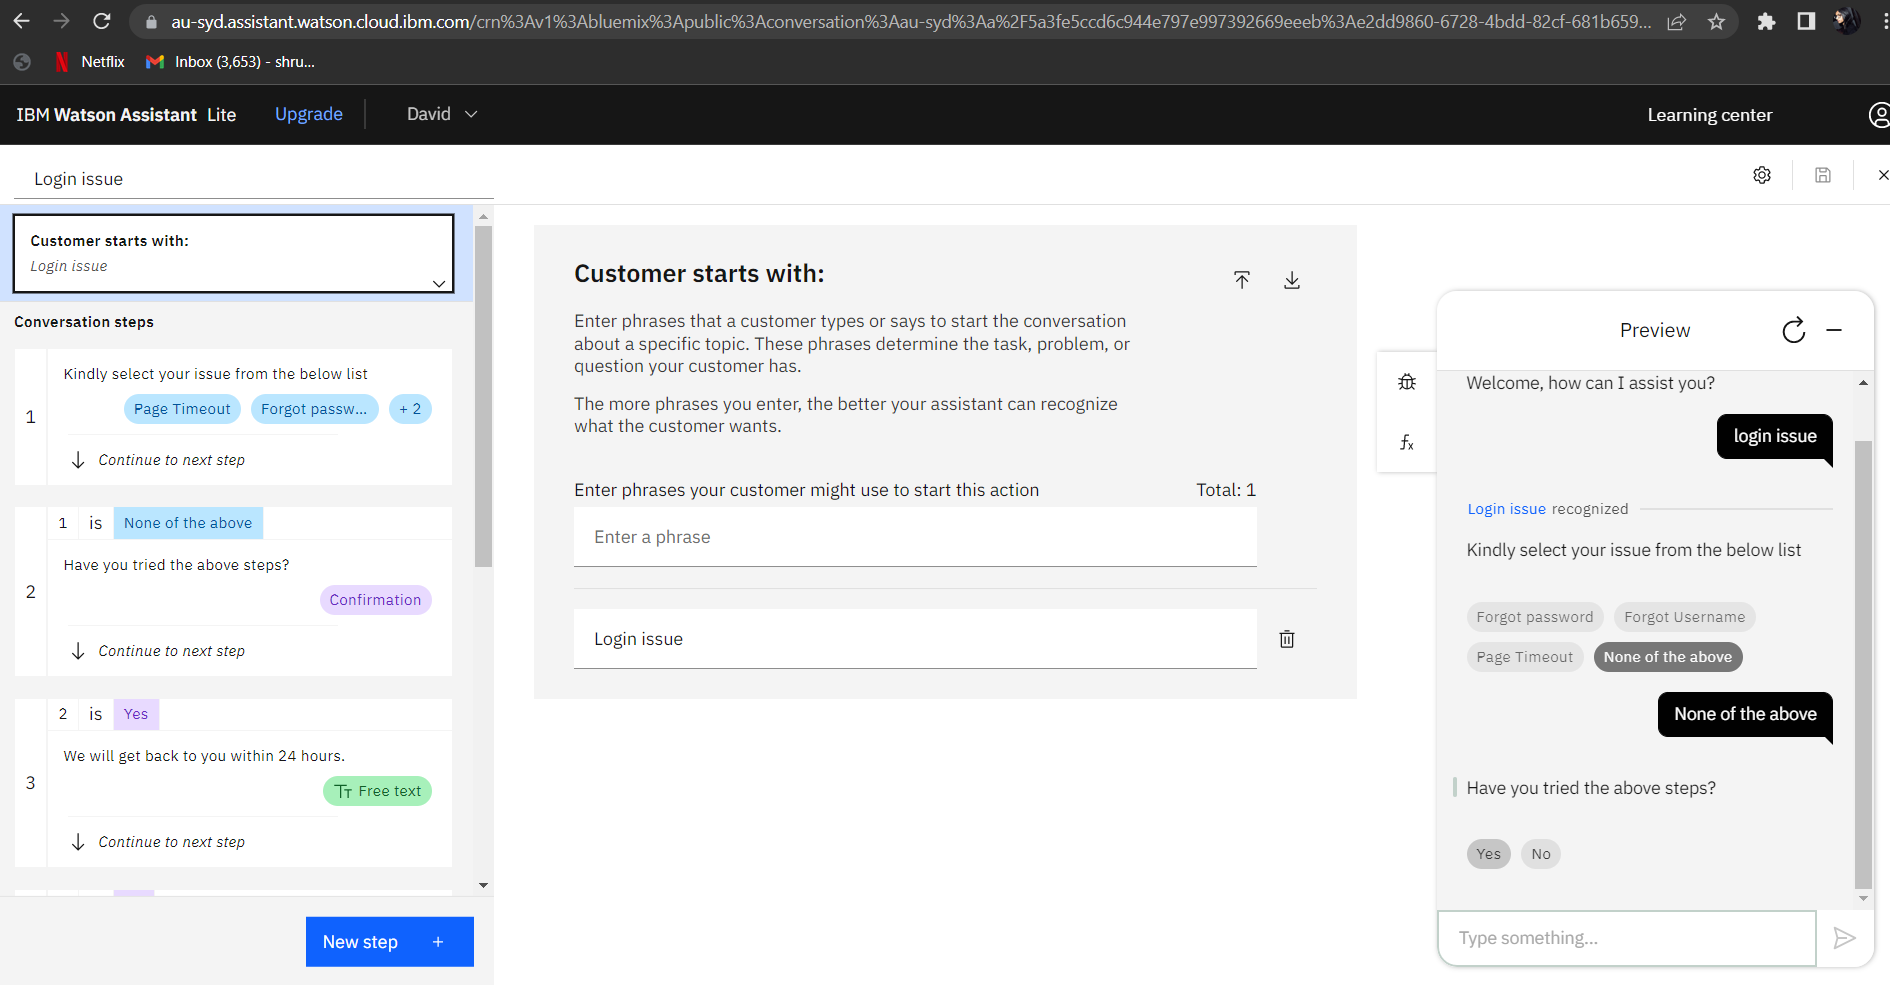 au-syd.assistant.watson.cloud.ibm.com/crn%3Av1%3Abluemix%3Apublic%3Aconversation%3Aau-syd%3Aa%2F5a3fe5ccd6c944e797e997392669eeeb%3Ae2dd9860-6728-4bdd-82cf-681b659...
Netflix
Inbox (3,653) - shru...
IBM Watson Assistant Lite
Upgrade
David
Learning center
Login issue
Customer starts with:
Login issue
Conversation steps
1
Kindly select your issue from the below list
Page Timeout
Forgot passw...
+ 2
Continue to next step
2
1 is None of the above
Have you tried the above steps?
Confirmation
Continue to next step
3
2 is Yes
We will get back to you within 24 hours.
Free text
Continue to next step
New step +
Customer starts with:
Enter phrases that a customer types or says to start the conversation
about a specific topic. These phrases determine the task, problem, or
question your customer has.
The more phrases you enter, the better your assistant can recognize
what the customer wants.
Enter phrases your customer might use to start this action
Total: 1
Enter a phrase
Login issue
Preview
Welcome, how can I assist you?
login issue
Login issue recognized
Kindly select your issue from the below list
Forgot password
Forgot Username
Page Timeout
None of the above
None of the above
Have you tried the above steps?
Yes
No
Type something...